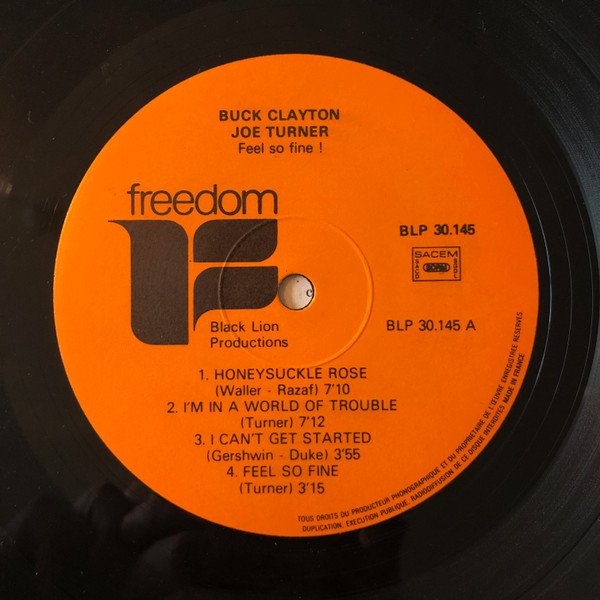 BUCK CLAYTON
JOE TURNER
Feel so fine !
freedom
BLP 30.145
SACEM
BLP 30.145 A
Black Lion
Productions
1. HONEYSUCKLE ROSE
(Waller - Razaf) 7'10
2. I'M IN A WORLD OF TROUBLE
(Turner) 7'12
3. I CAN'T GET STARTED
(Gershwin - Duke) 3'55
4. FEEL SO FINE
(Turner) 3'15
TOUS DROITS DU PRODUCTEUR PHONOGRAPHIQUE ET DU PROPRIETAIRE DE L'ŒUVRE ENREGISTREE RESERVES
DUPLICATION, EXECUTION PUBLIQUE, RADIODIFFUSION DE CE DISQUE INTERDITES MADE IN FRANCE